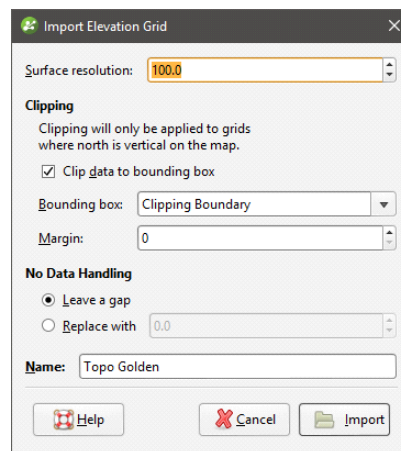 Import Elevation Grid
Surface resolution: 100.0
Clipping
Clipping will only be applied to grids
where north is vertical on the map.
Clip data to bounding box
Bounding box: Clipping Boundary
Margin: 0
No Data Handling
Leave a gap
Replace with 0.0
Name: Topo Golden
Help Cancel Import